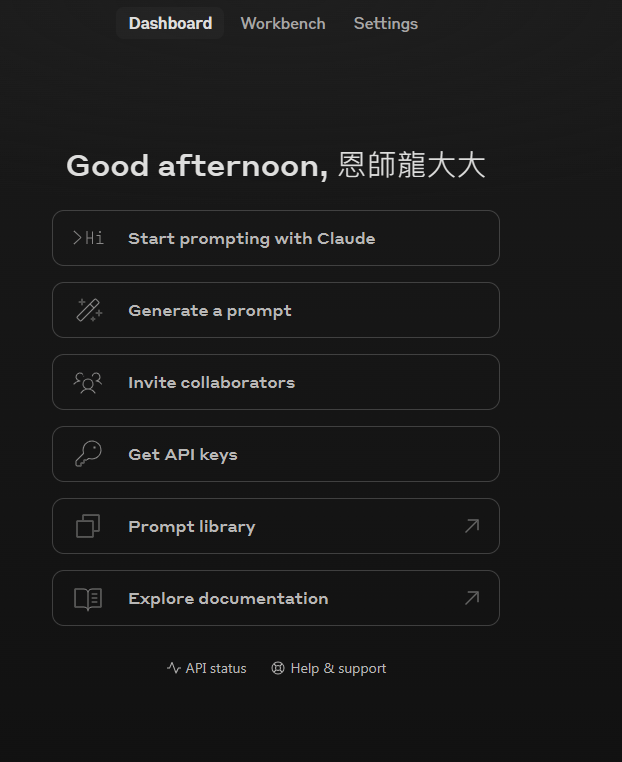 Dashboard Workbench Settings
Good afternoon, 恩師龍大大
>Hi Start prompting with Claude
Generate a prompt
Invite collaborators
Get API keys
Prompt library
Explore documentation
API status Help & support